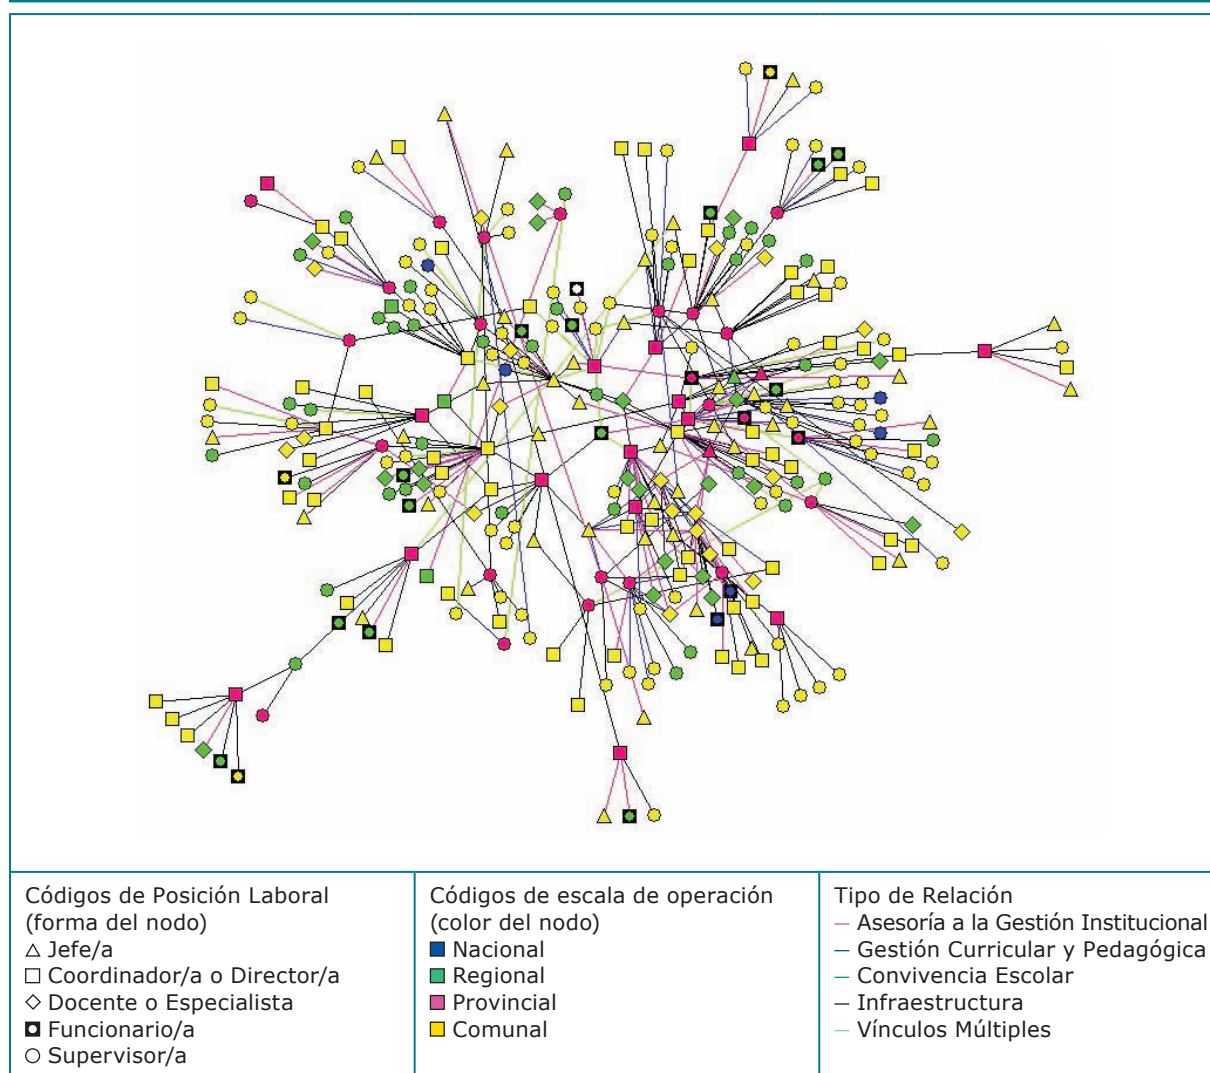 Códigos de Posición Laboral
(forma del nodo)
Jefe/a
Coordinador/a o Director/a
Docente o Especialista
Funcionario/a
Supervisor/a
Códigos de escala de operación
(color del nodo)
Nacional
Regional
Provincial
Comunal
Tipo de Relación
Asesoría a la Gestión Institucional
Gestión Curricular y Pedagógica
Convivencia Escolar
Infraestructura
Vínculos Múltiples